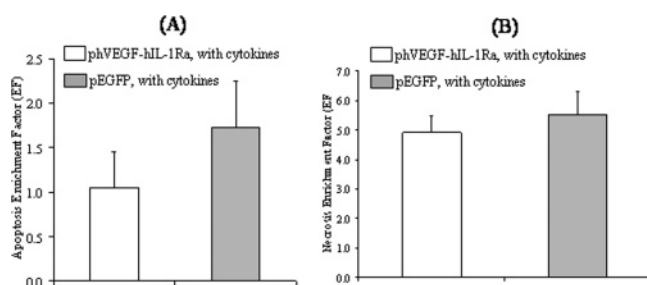 (A)
phVEGF-hIL-1Ra, with cytokines
pEGFP, with cytokines
Apoptosis Enrichment Factor (EF)
2.5
2.0
1.5
1.0
0.5
0.0
(B)
phVEGF-hIL-1Ra, with cytokines
pEGFP, with cytokines
Necrosis Enrichment Factor (EF
7.0
6.0
5.0
4.0
3.0
2.0
1.0
0.0